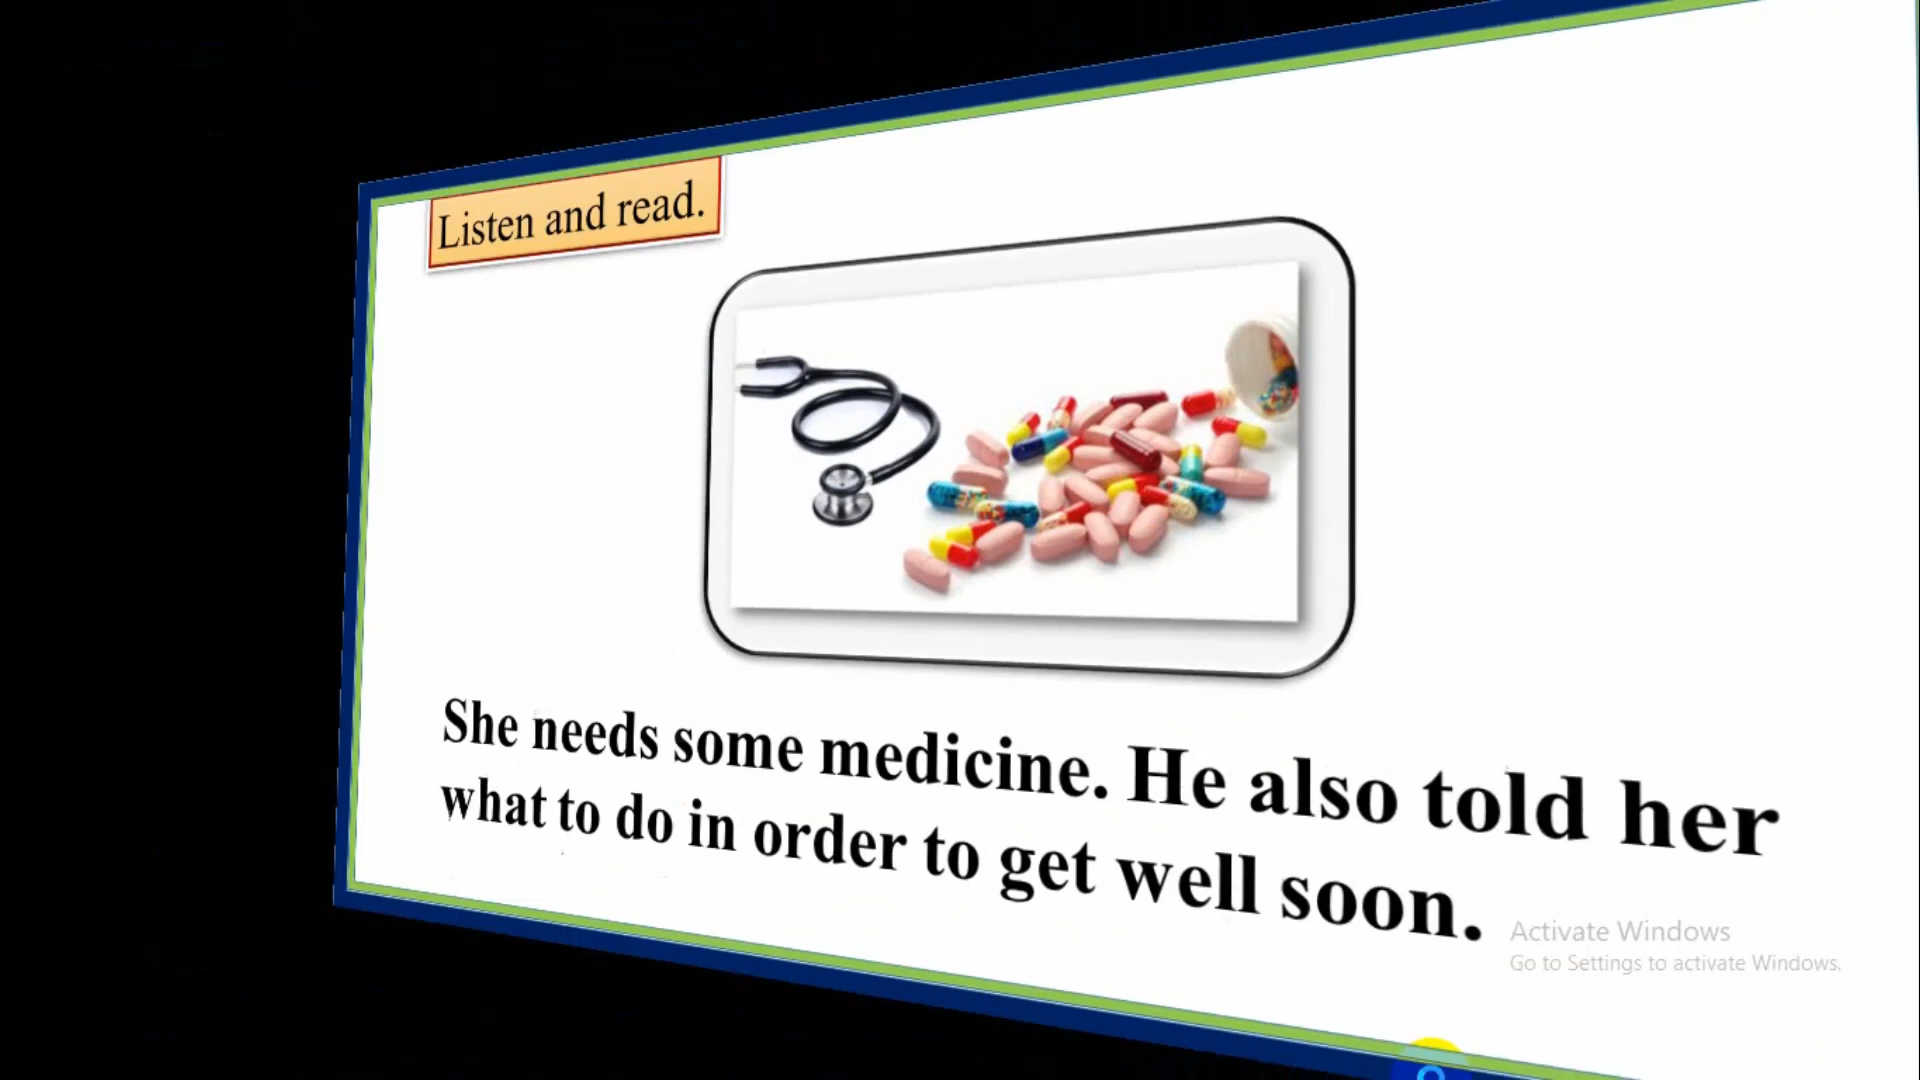 Listen and read.
She needs some medicine. He also told her
what to do in order to get well soon.
Activate Windows
Go to Settings to activate Windows.